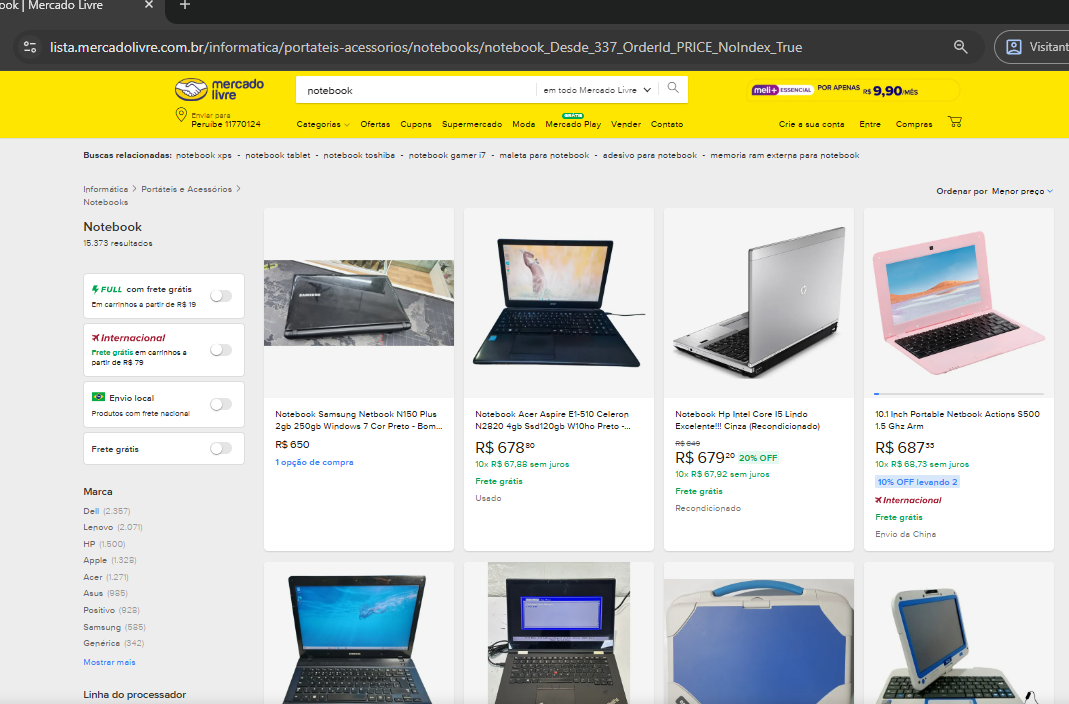 ook | Mercado Livre
lista.mercadolivre.com.br/informatica/portateis-acessorios/notebooks/notebook_Desde_337_OrderId_PRICE_NoIndex_True
Visitant
mercado
livre
notebook
em todo Mercado Livre
meli+ ESSENCIAL POR APENAS R$ 9,90/MÊS
Enviar para
Peruíbe 11770124
GRÁTIS
Categorias Ofertas Cupons Supermercado Moda Mercado Play Vender Contato
Crie a sua conta Entre Compras
Buscas relacionadas: notebook xps - notebook tablet - notebook toshiba - notebook gamer i7 - maleta para notebook - adesivo para notebook - memoria ram externa para notebook
Informática > Portáteis e Acessórios >
Notebooks
Ordenar por Menor preço
Notebook
15.373 resultados
FULL com frete grátis
Em carrinhos a partir de R$ 19
Internacional
Frete grátis em carrinhos a
partir de R$ 79
Envio local
Produtos com frete nacional
Frete grátis
Marca
Dell (2.357)
Lenovo (2.071)
HP (1.500)
Apple (1.328)
Acer (1.271)
Asus (985)
Positivo (928)
Samsung (585)
Genérica (342)
Mostrar mais
Linha do processador
SAMSUNG
Notebook Samsung Netbook N150 Plus
2gb 250gb Windows 7 Cor Preto - Bom...
R$ 650
1 opção de compra
Notebook Acer Aspire E1-510 Celeron
N2820 4gb Ssd120gb W10ho Preto -...
R$ 678 80
10x R$ 67,88 sem juros
Frete grátis
Usado
Notebook Hp Intel Core I5 Lindo
Excelente!!! Cinza (Recondicionado)
R$ 849
R$ 679 20 20% OFF
10x R$ 67,92 sem juros
Frete grátis
Recondicionado
10.1 Inch Portable Netbook Actions S500
1.5 Ghz Arm
R$ 687 33
10x R$ 68,73 sem juros
10% OFF levando 2
Internacional
Frete grátis
Envio da China